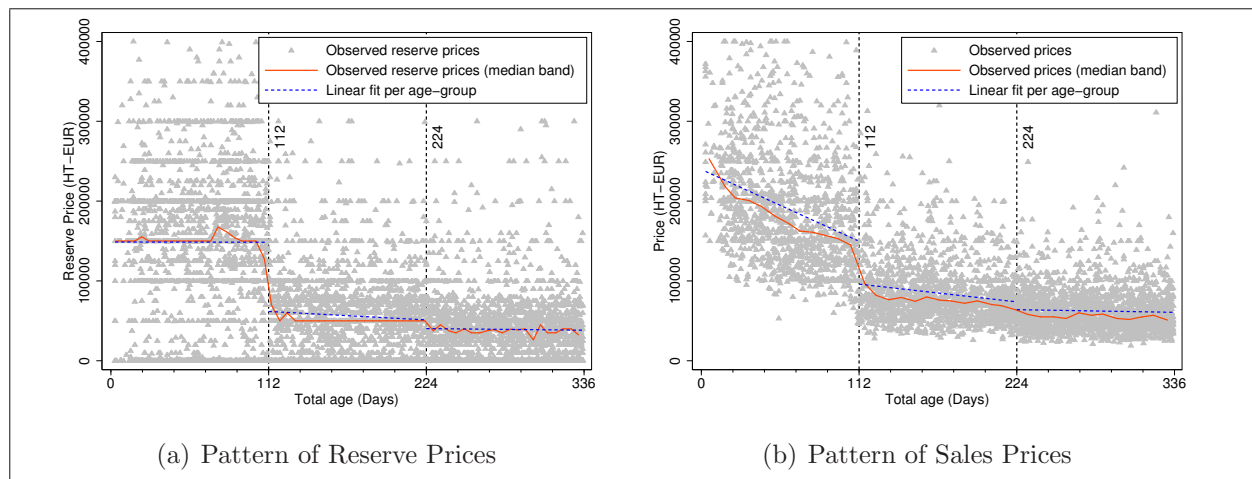 Observed reserve prices
Observed reserve prices (median band)
Linear fit per age−group
Reserve Price (HT−EUR)
0
100000
200000
300000
400000
112
224
0
112
224
336
Total age (Days)
(a) Pattern of Reserve Prices
Observed prices
Observed prices (median band)
Linear fit per age−group
Price (HT−EUR)
0
100000
200000
300000
400000
112
224
0
112
224
336
Total age (Days)
(b) Pattern of Sales Prices